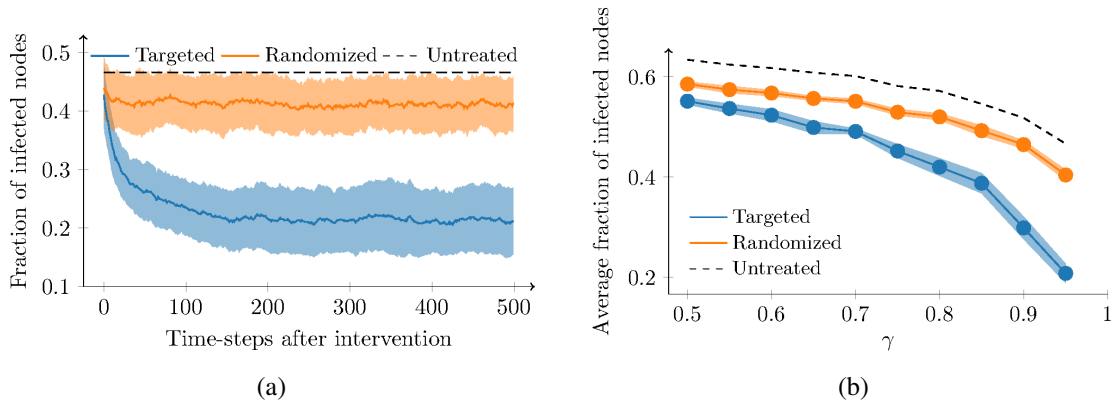 Fraction of infected nodes
0.5
0.4
0.3
0.2
0.1
Targeted Randomized Untreated
0 100 200 300 400 500
Time-steps after intervention
(a)
Average fraction of infected nodes
0.6
0.4
0.2
Targeted
Randomized
Untreated
0.5 0.6 0.7 0.8 0.9 1
γ
(b)